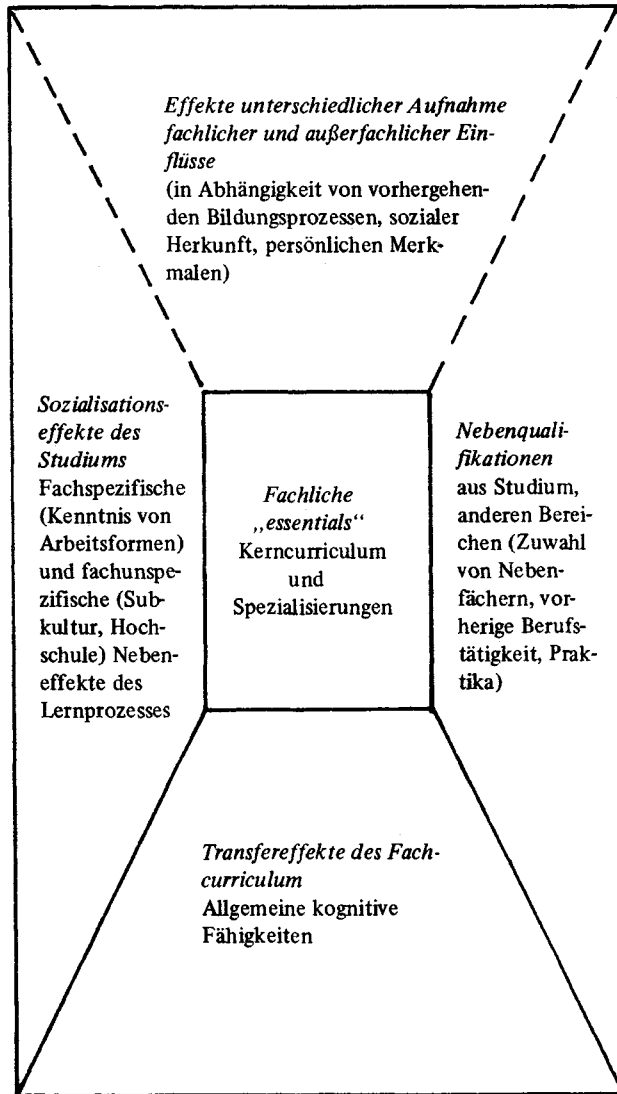 Effekte unterschiedlicher Aufnahme
fachlicher und außerfachlicher Ein-
flüsse
(in Abhängigkeit von vorhergehen-
den Bildungsprozessen, sozialer
Herkunft, persönlichen Merk-
malen)
Sozialisations-
effekte des
Studiums
Fachspezifische
(Kenntnis von
Arbeitsformen)
und fachunspe-
zifische (Sub-
kultur, Hoch-
schule) Neben-
effekte des
Lernprozesses
Fachliche
„essentials“
Kerncurriculum
und
Spezialisierungen
Nebenquali-
fikationen
aus Studium,
anderen Berei-
chen (Zuwahl
von Neben-
fächern, vor-
herige Berufs-
tätigkeit, Prak-
tika)
Transfereffekte des Fach-
curriculum
Allgemeine kognitive
Fähigkeiten